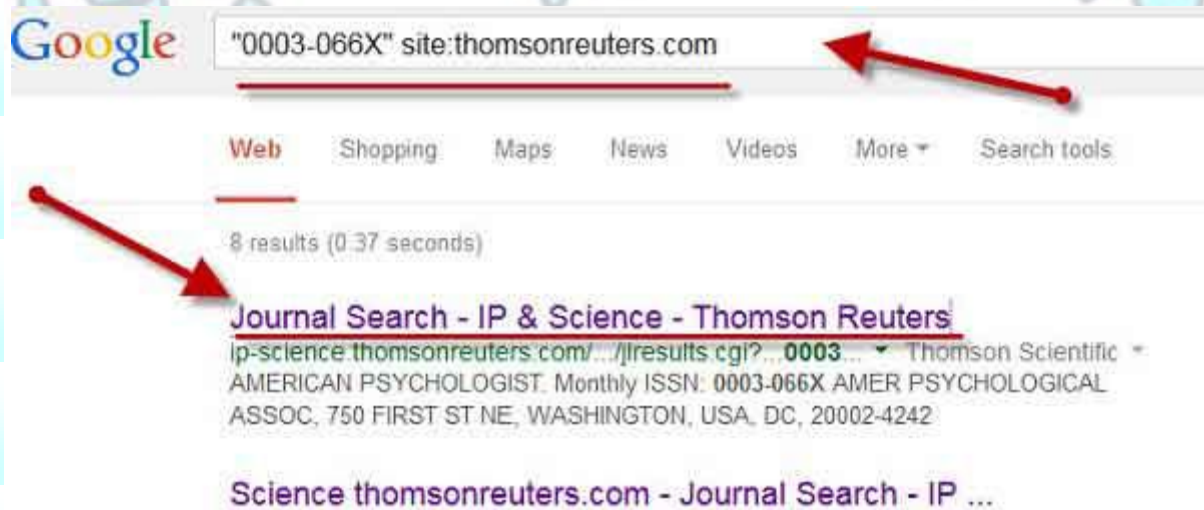 Google "0003-066X" site:thomsonreuters.com
Web Shopping Maps News Videos More Search tools
8 results (0.37 seconds)
Journal Search - IP & Science - Thomson Reuters
ip-science.thomsonreuters.com/.../jlresults.cgi?...0003... Thomson Scientific
AMERICAN PSYCHOLOGIST. Monthly ISSN: 0003-066X AMER PSYCHOLOGICAL
ASSOC, 750 FIRST ST NE, WASHINGTON, USA, DC, 20002-4242
Science thomsonreuters.com - Journal Search - IP ...